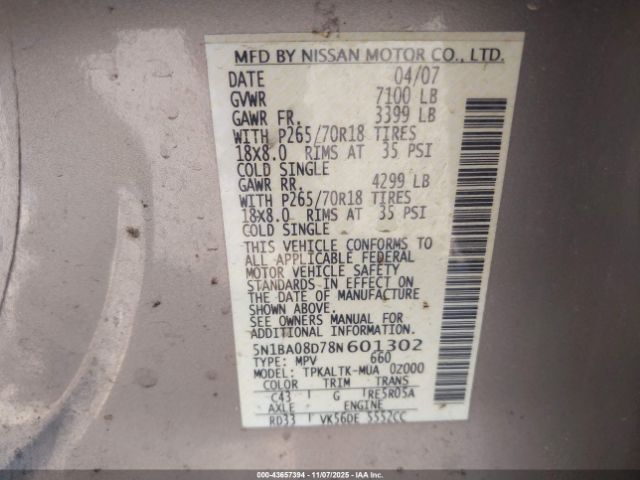 MFD BY NISSAN MOTOR CO., LTD.
DATE 04/07
GVWR 7100 LB
GAWR FR. 3399 LB
WITH P265/70R18 TIRES
18x8.0 RIMS AT 35 PSI
COLD SINGLE
GAWR RR. 4299 LB
WITH P265/70R18 TIRES
18x8.0 RIMS AT 35 PSI
COLD SINGLE
THIS VEHICLE CONFORMS TO
ALL APPLICABLE FEDERAL
MOTOR VEHICLE SAFETY
STANDARDS IN EFFECT ON
THE DATE OF MANUFACTURE
SHOWN ABOVE.
SEE OWNERS MANUAL FOR
ADDITIONAL INFORMATION.
5N1BA08D78N601302
TYPE: MPV 660
MODEL: TPKALTK-MUA 0Z000
COLOR TRIM TRANS
C43 G RE5R05A
AXLE ENGINE
RD33 VK56DE 5552CC
000-43657394 - 11/07/2025 - IAAI.COM